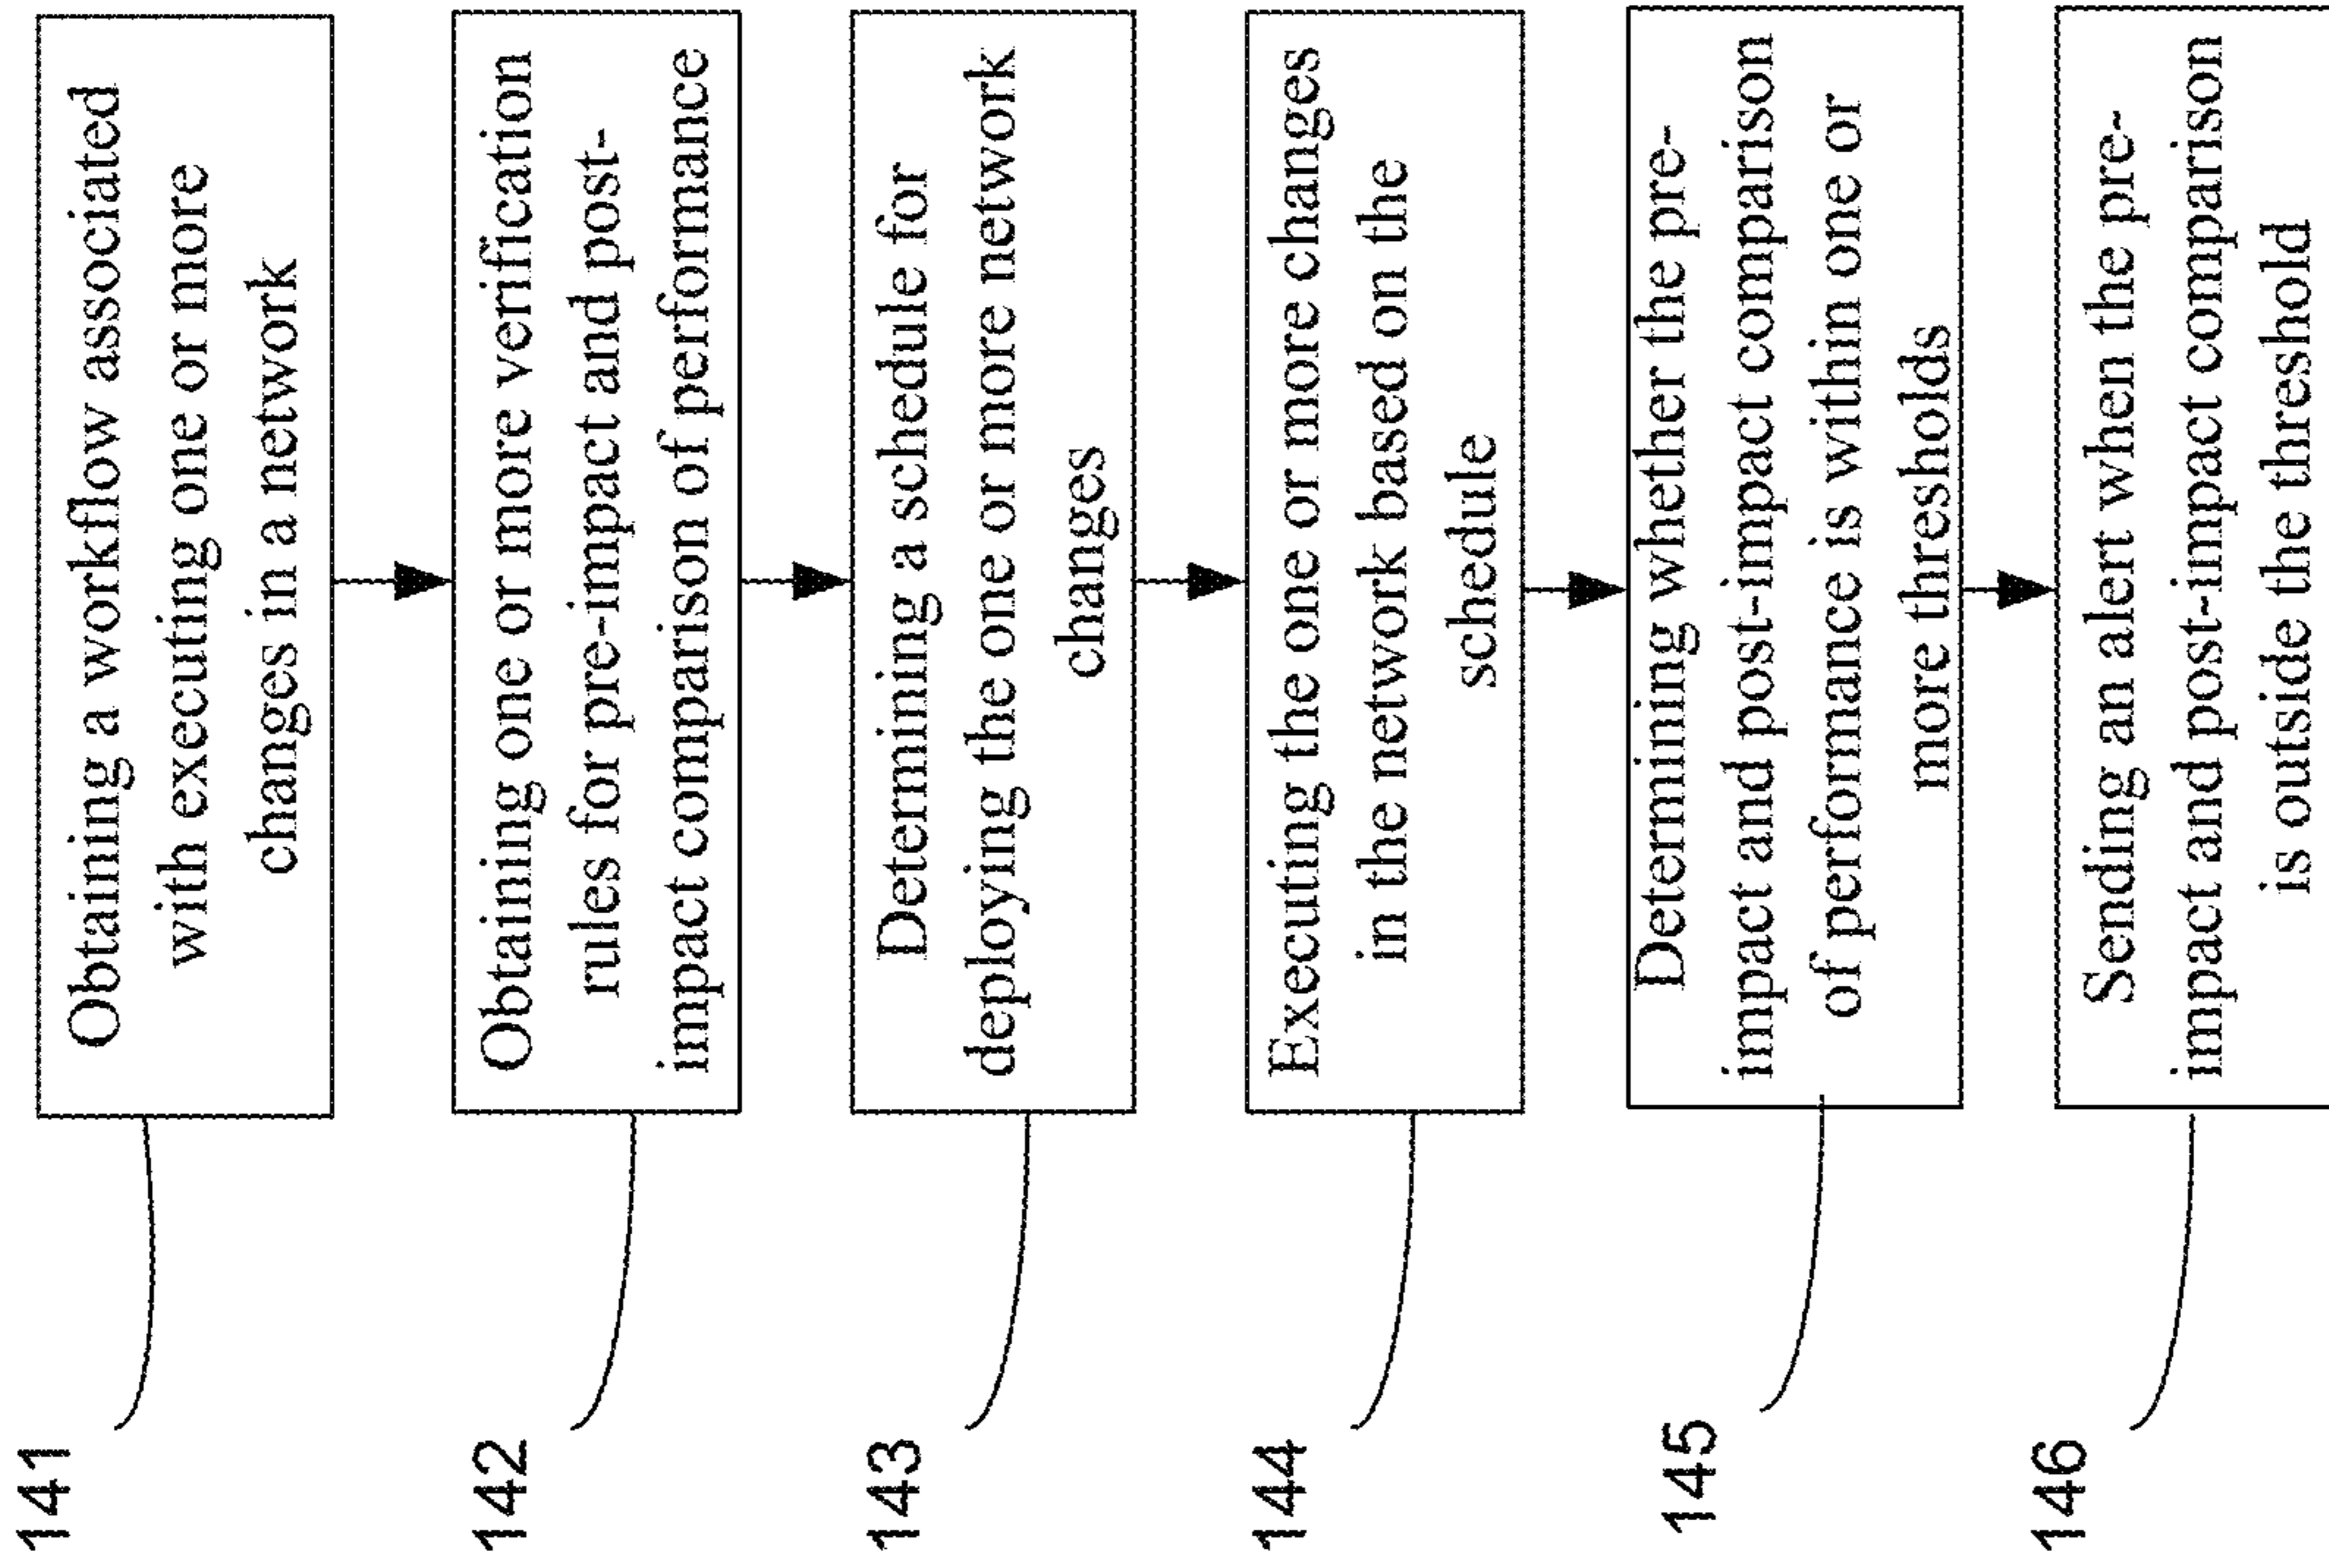 141
Obtaining a workflow associated
with executing one or more
changes in a network
142
Obtaining one or more verification
rules for pre-impact and post-
impact comparison of performance
143
Determining a schedule for
deploying the one or more network
changes
144
Executing the one or more changes
in the network based on the
schedule
145
Determining whether the pre-
impact and post-impact comparison
of performance is within one or
more thresholds
146
Sending an alert when the pre-
impact and post-impact comparison
is outside the threshold